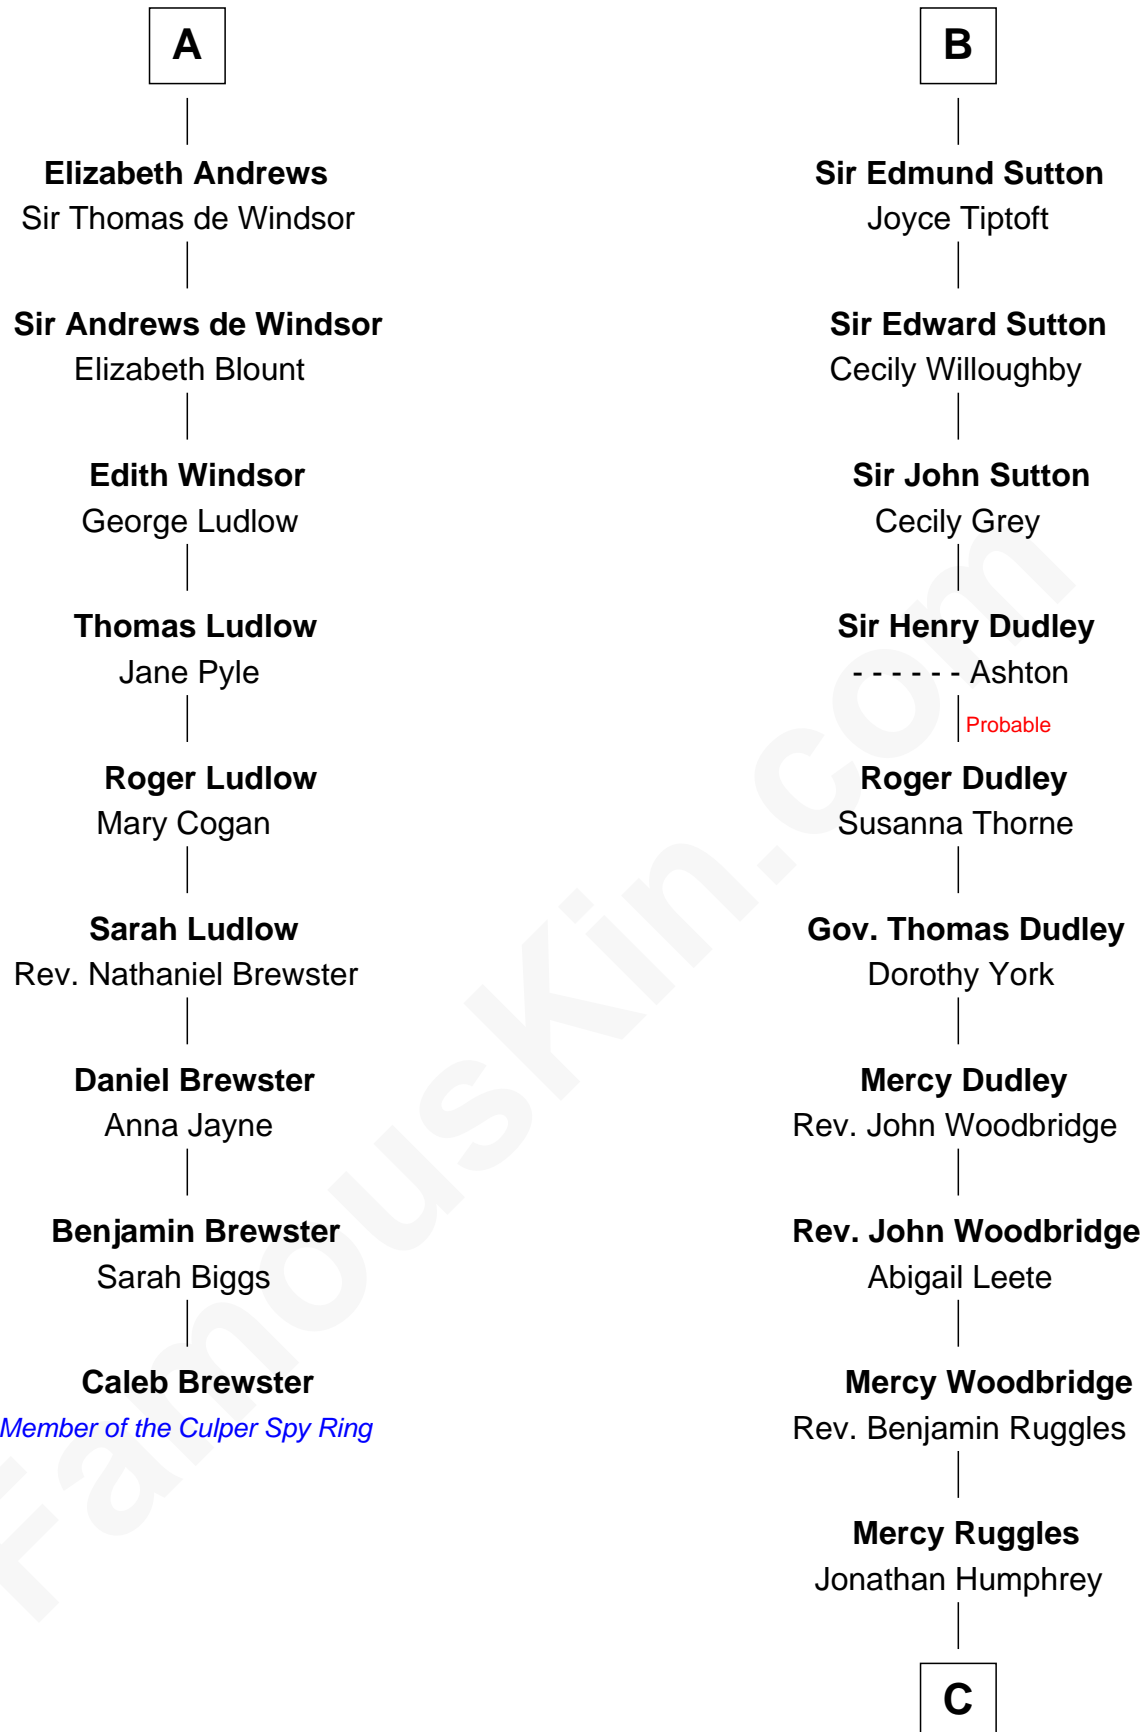 A
Elizabeth Andrews
Sir Thomas de Windsor
Sir Andrews de Windsor
Elizabeth Blount
Edith Windsor
George Ludlow
Thomas Ludlow
Jane Pyle
Roger Ludlow
Mary Cogan
Sarah Ludlow
Rev. Nathaniel Brewster
Daniel Brewster
Anna Jayne
Benjamin Brewster
Sarah Biggs
Caleb Brewster
Member of the Culper Spy Ring
B
Sir Edmund Sutton
Joyce Tiptoft
Sir Edward Sutton
Cecily Willoughby
Sir John Sutton
Cecily Grey
Sir Henry Dudley
- - - - - - Ashton
Probable
Roger Dudley
Susanna Thorne
Gov. Thomas Dudley
Dorothy York
Mercy Dudley
Rev. John Woodbridge
Rev. John Woodbridge
Abigail Leete
Mercy Woodbridge
Rev. Benjamin Ruggles
Mercy Ruggles
Jonathan Humphrey
C
FamousKin.com